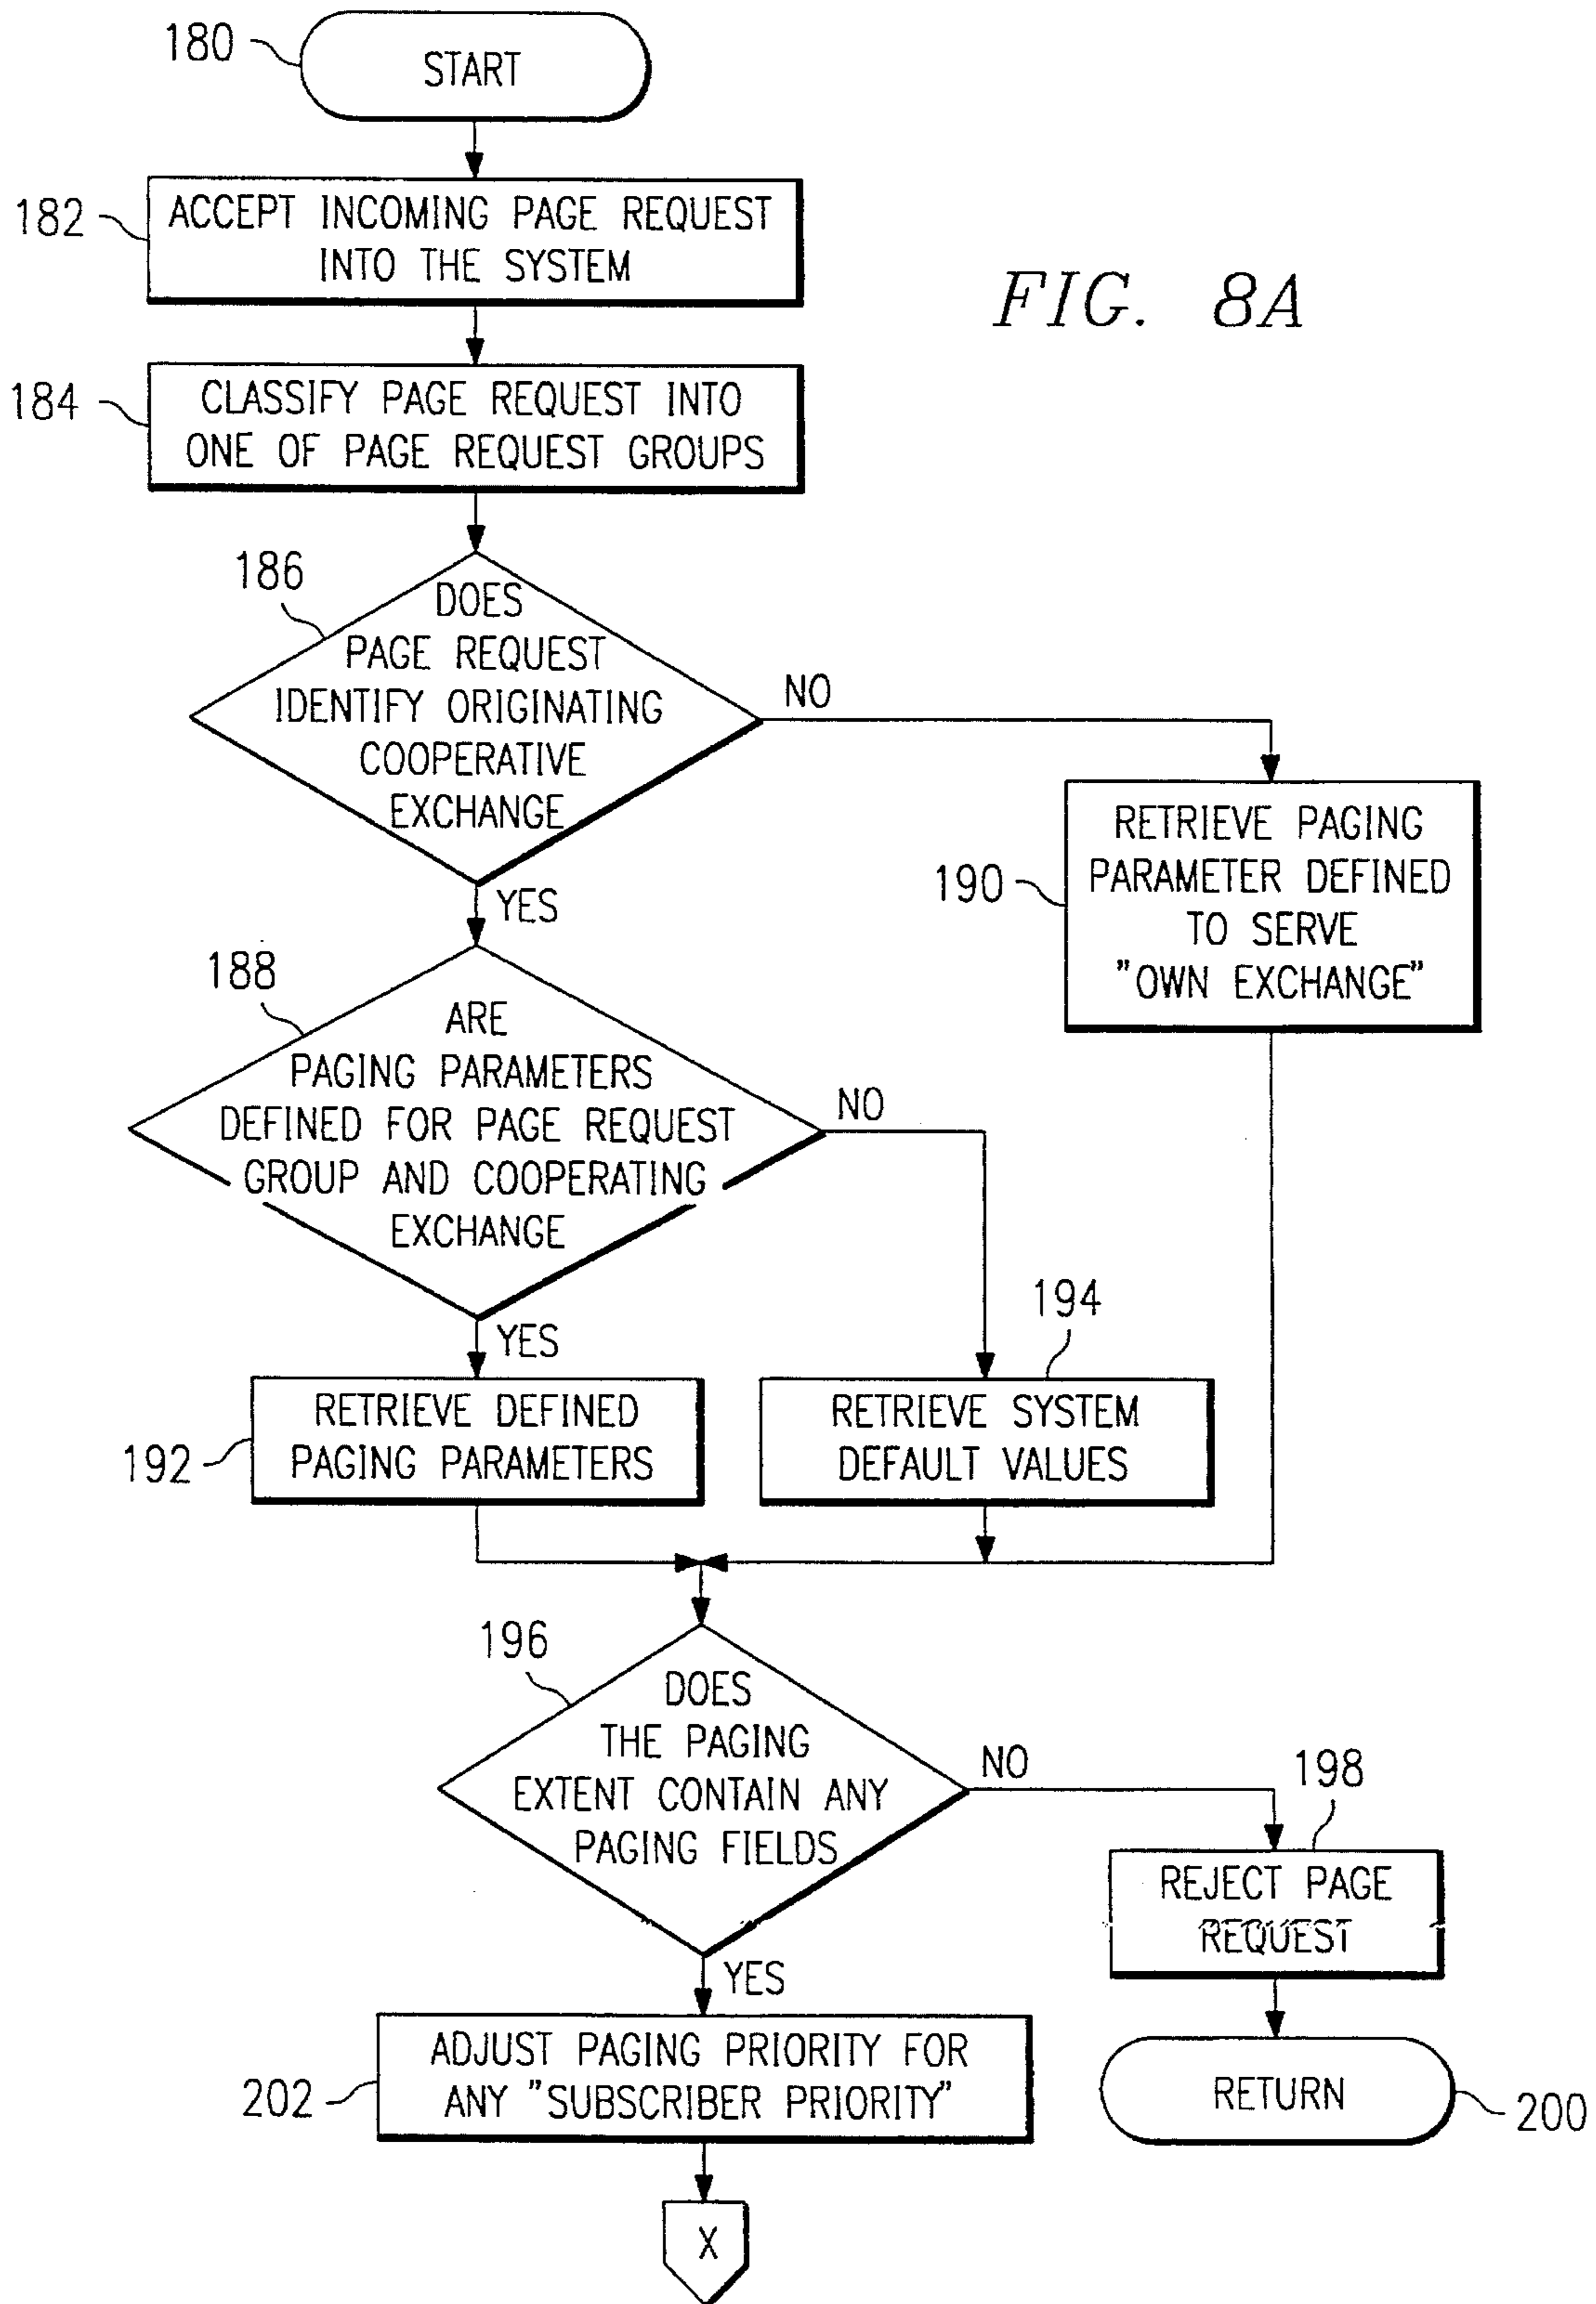 180
START
182
ACCEPT INCOMING PAGE REQUEST
INTO THE SYSTEM
FIG. 8A
184
CLASSIFY PAGE REQUEST INTO
ONE OF PAGE REQUEST GROUPS
186
DOES
PAGE REQUEST
IDENTIFY ORIGINATING
COOPERATIVE
EXCHANGE
NO
YES
190
RETRIEVE PAGING
PARAMETER DEFINED
TO SERVE
"OWN EXCHANGE"
188
ARE
PAGING PARAMETERS
DEFINED FOR PAGE REQUEST
GROUP AND COOPERATING
EXCHANGE
NO
YES
192
RETRIEVE DEFINED
PAGING PARAMETERS
194
RETRIEVE SYSTEM
DEFAULT VALUES
196
DOES
THE PAGING
EXTENT CONTAIN ANY
PAGING FIELDS
NO
YES
198
REJECT PAGE
REQUEST
202
ADJUST PAGING PRIORITY FOR
ANY "SUBSCRIBER PRIORITY"
RETURN
200
X